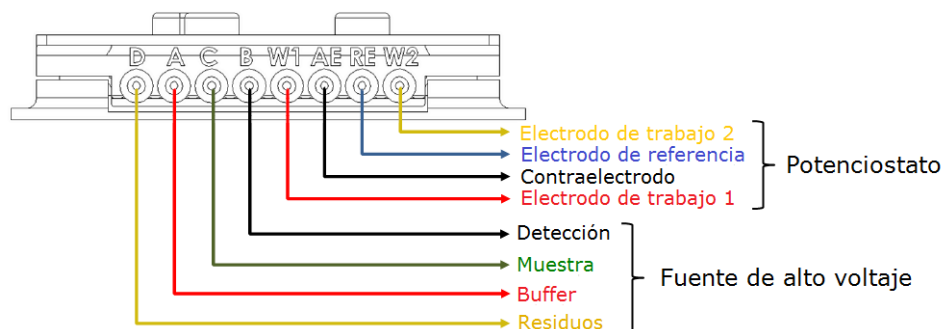 D A C B W1 AE RE W2
Electrodo de trabajo 2
Electrodo de referencia
Contraelectrodo
Electrodo de trabajo 1
Potenciostato
Detección
Muestra
Buffer
Residuos
Fuente de alto voltaje